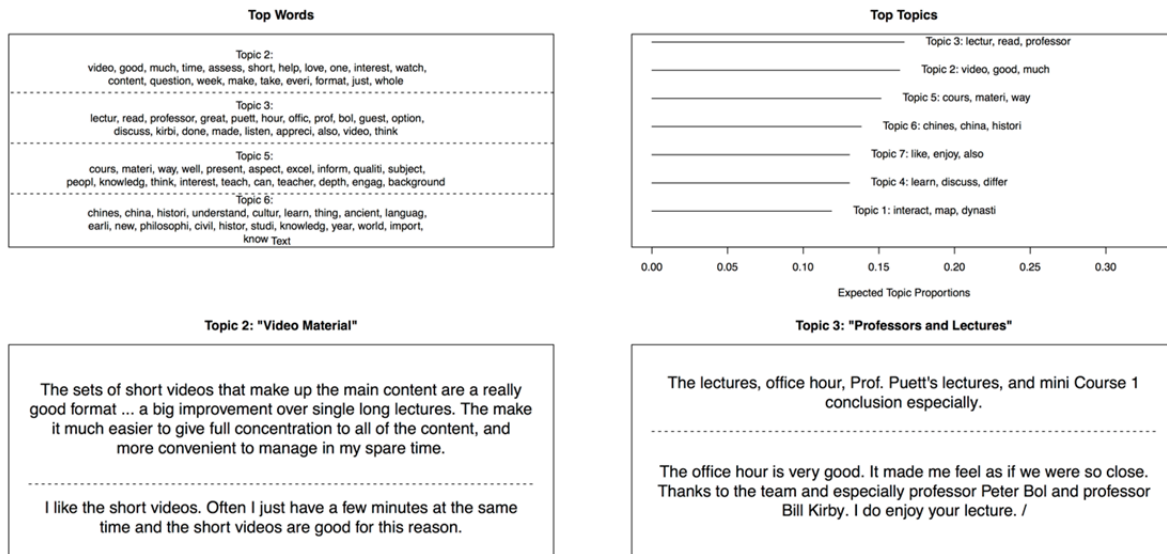 Top Words
Topic 2:
video, good, much, time, assess, short, help, love, one, interest, watch,
content, question, week, make, take, everi, format, just, whole
Topic 3:
lectur, read, professor, great, puett, hour, offic, prof, bol, guest, option,
discuss, kirbi, done, made, listen, appreci, also, video, think
Topic 5:
cours, materi, way, well, present, aspect, excel, inform, qualiti, subject,
peopl, knowledg, think, interest, teach, can, teacher, depth, engag, background
Topic 6:
chines, china, histori, understand, cultur, learn, thing, ancient, languag,
earli, new, philosophi, civil, histor, studi, knowledg, year, world, import,
know Text
Top Topics
Topic 3: lectur, read, professor
Topic 2: video, good, much
Topic 5: cours, materi, way
Topic 6: chines, china, histori
Topic 7: like, enjoy, also
Topic 4: learn, discuss, differ
Topic 1: interact, map, dynasti
0.00 0.05 0.10 0.15 0.20 0.25 0.30
Expected Topic Proportions
Topic 2: "Video Material"
The sets of short videos that make up the main content are a really
good format ... a big improvement over single long lectures. The make
it much easier to give full concentration to all of the content, and
more convenient to manage in my spare time.
I like the short videos. Often I just have a few minutes at the same
time and the short videos are good for this reason.
Topic 3: "Professors and Lectures"
The lectures, office hour, Prof. Puett's lectures, and mini Course 1
conclusion especially.
The office hour is very good. It made me feel as if we were so close.
Thanks to the team and especially professor Peter Bol and professor
Bill Kirby. I do enjoy your lecture. /